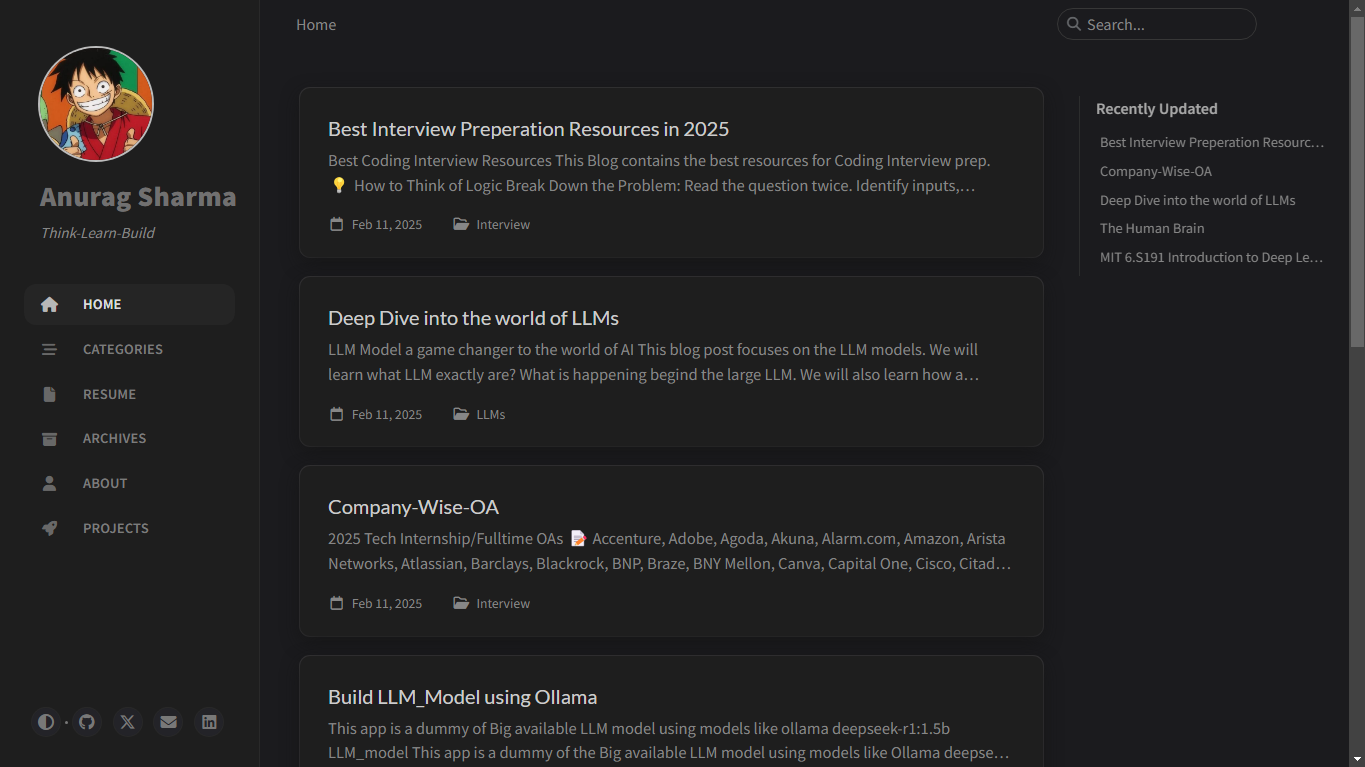 Anurag Sharma
Think-Learn-Build
HOME
CATEGORIES
RESUME
ARCHIVES
ABOUT
PROJECTS
Home
Search...
Best Interview Preperation Resources in 2025
Best Coding Interview Resources This Blog contains the best resources for Coding Interview prep.
💡 How to Think of Logic Break Down the Problem: Read the question twice. Identify inputs,…
Feb 11, 2025 Interview
Deep Dive into the world of LLMs
LLM Model a game changer to the world of AI This blog post focuses on the LLM models. We will
learn what LLM exactly are? What is happening begind the large LLM. We will also learn how a…
Feb 11, 2025 LLMs
Company-Wise-OA
2025 Tech Internship/Fulltime OAs 📝 Accenture, Adobe, Agoda, Akuna, Alarm.com, Amazon, Arista
Networks, Atlassian, Barclays, Blackrock, BNP, Braze, BNY Mellon, Canva, Capital One, Cisco, Citad…
Feb 11, 2025 Interview
Build LLM_Model using Ollama
This app is a dummy of Big available LLM model using models like ollama deepseek-r1:1.5b
LLM_model This app is a dummy of the Big available LLM model using models like Ollama deepse…
Recently Updated
Best Interview Preperation Resourc…
Company-Wise-OA
Deep Dive into the world of LLMs
The Human Brain
MIT 6.S191 Introduction to Deep Le…